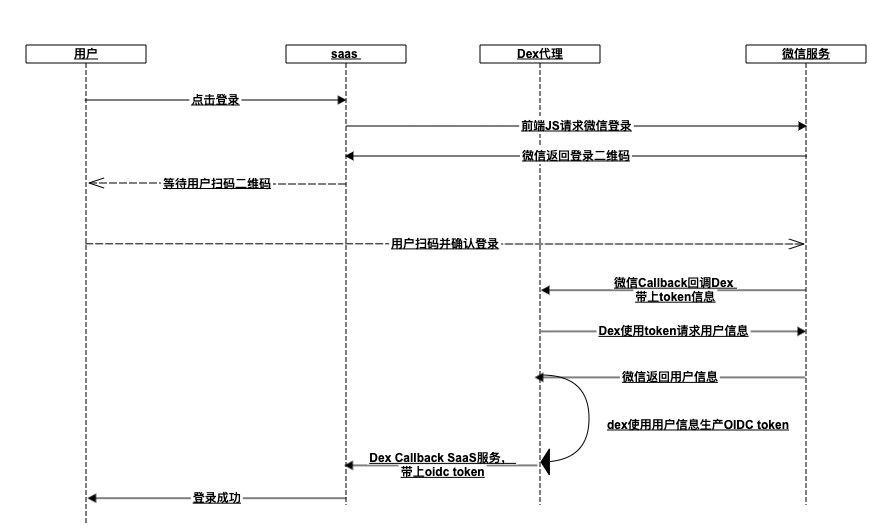 用户
saas
Dex代理
微信服务
点击登录
前端JS请求微信登录
微信返回登录二维码
等待用户扫码二维码
用户扫码并确认登录
微信Callback回调Dex
带上token信息
Dex使用token请求用户信息
微信返回用户信息
dex使用用户信息生产OIDC token
Dex Callback SaaS服务，
带上oidc token
登录成功